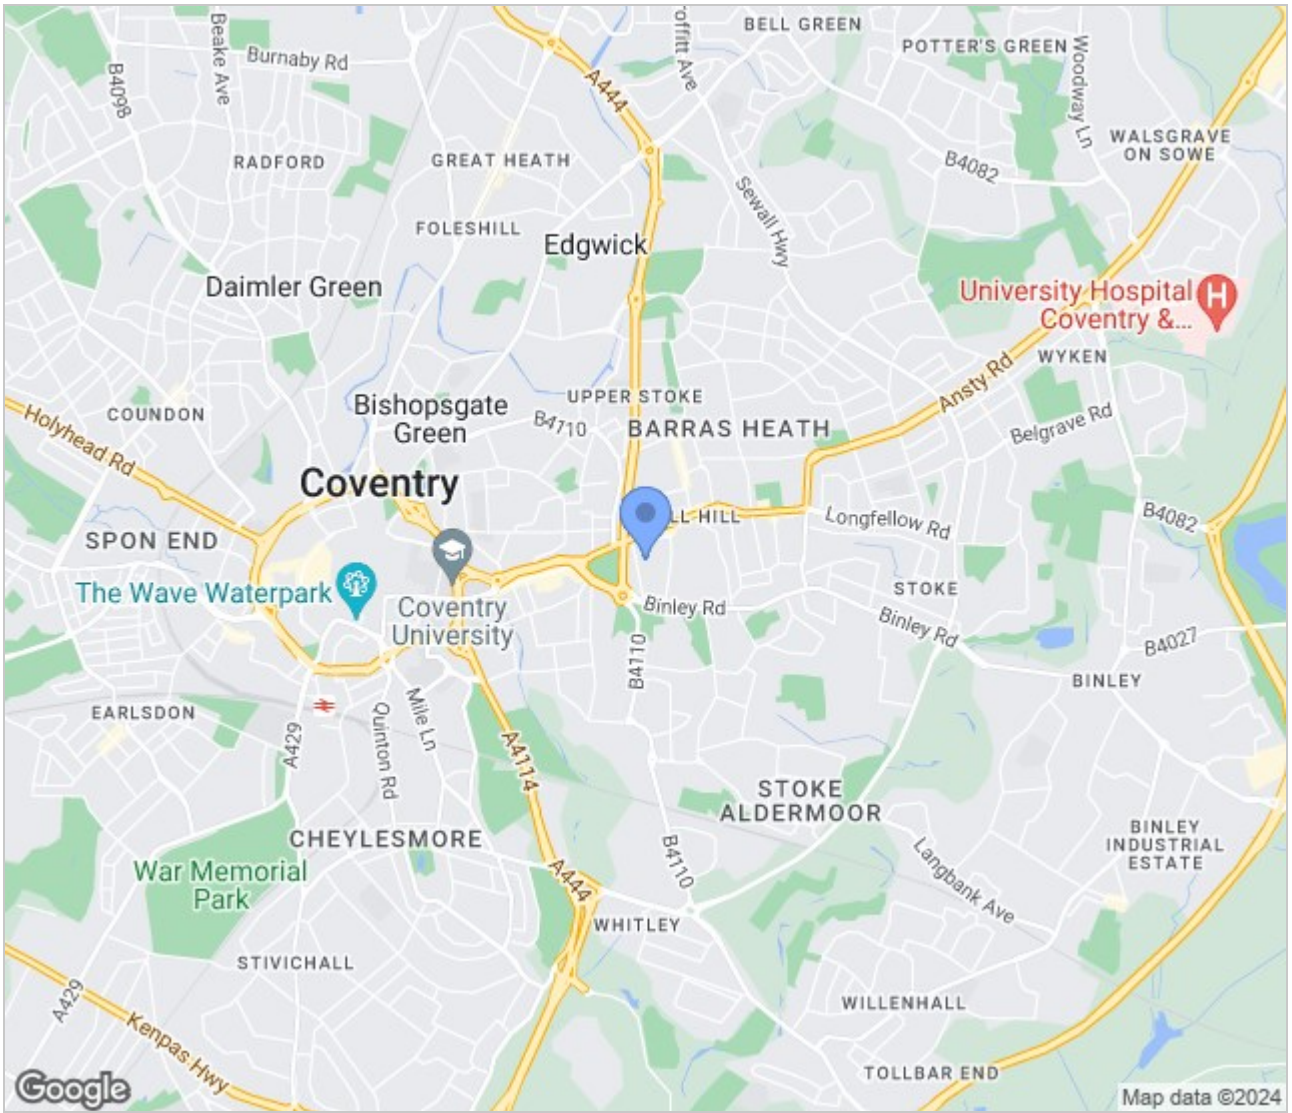 BELL GREEN
POTTER'S GREEN
Beake Ave
Burnaby Rd
B4098
A444
Woodway Ln
WALSGRAVE
ON SOWE
RADFORD
GREAT HEATH
B4082
Sewall Hwy
FOLESHILL
Edgwick
Daimler Green
University Hospital
Coventry &...
H
WYKEN
Ansty Rd
UPPER STOKE
Holyhead Rd
COUNDON
Bishopsgate
Green
B4710
BARRAS HEATH
Belgrave Rd
Coventry
LL HILL
Longfellow Rd
B4082
SPON END
The Wave Waterpark
STOKE
Coventry
University
Binley Rd
Binley Rd
B4027
B4110
BINLEY
EARLSDON
A429
Quinton Rd
Mile Ln
A4114
STOKE
ALDERMOOR
CHEYLESMORE
BINLEY
INDUSTRIAL
ESTATE
War Memorial
Park
B4110
Langbank Ave
A444
WHITLEY
STIVICHALL
A429
WILLENHALL
Kenpas Hwy
TOLLBAR END
Google
Map data ©2024